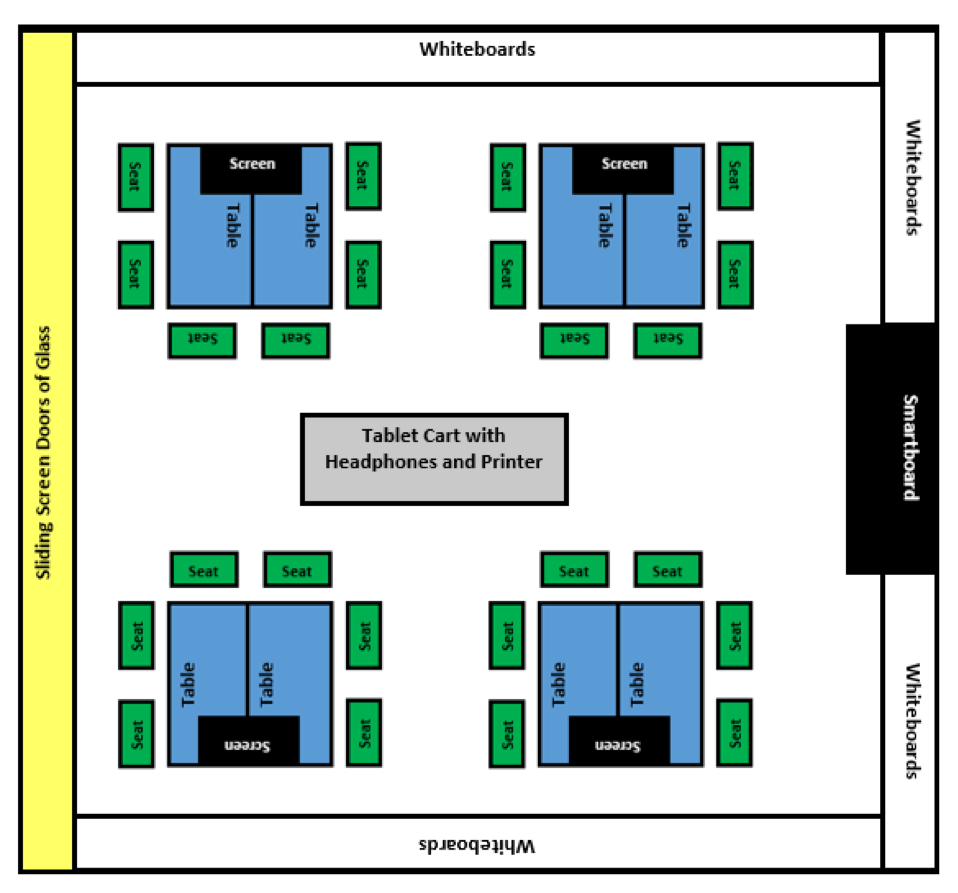 Whiteboards
Sliding Screen Doors of Glass
Whiteboards
Seat
Screen
Seat
Seat
Screen
Seat
Table
Table
Table
Table
Seat
Seat
Seat
Seat
Seat
Seat
Seat
Seat
Smartboard
Tablet Cart with
Headphones and Printer
Seat
Seat
Seat
Seat
Seat
Seat
Seat
Seat
Table
Table
Table
Table
Whiteboards
Seat
Screen
Seat
Seat
Screen
Seat
Whiteboards